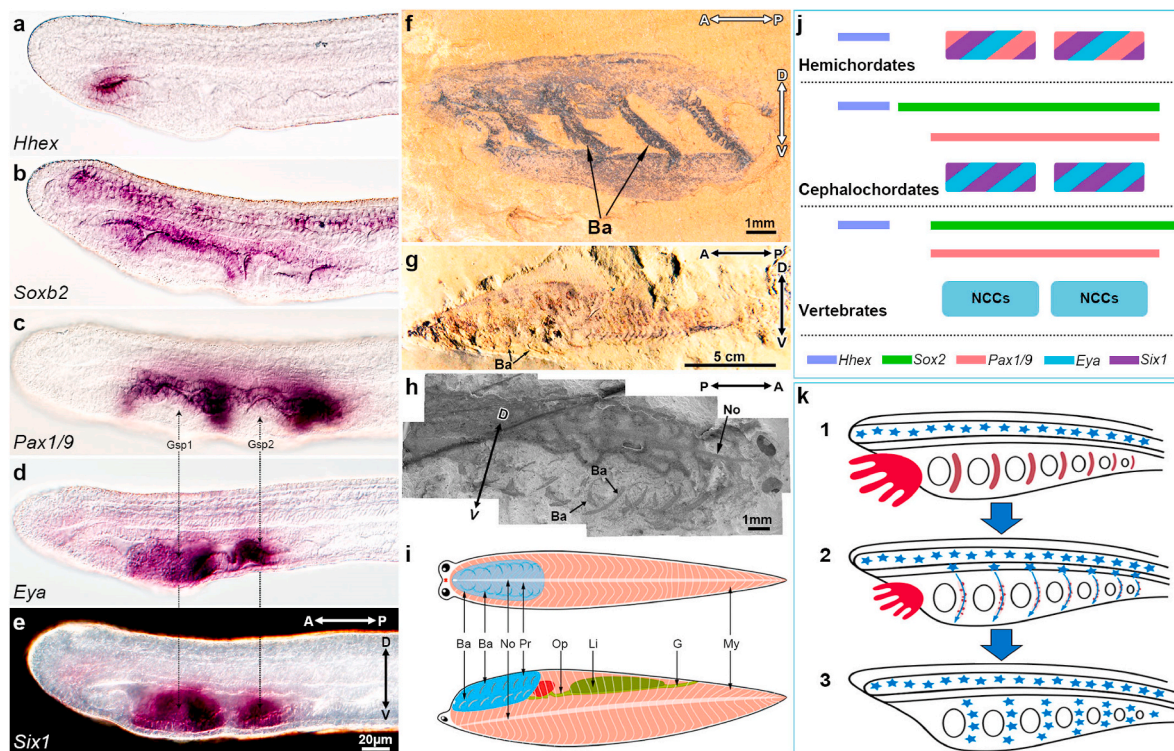 a
Hhex
b
Soxb2
c
Pax1/9
Gsp1 Gsp2
d
Eya
e
A P
D
V
Six1
20μm
f
A P
D
V
Ba
1mm
g
A P
D
V
Ba
5 cm
h
P A
D
V
No
Ba
Ba
1mm
i
Ba Ba No Pr Op Li G My
j
Hemichordates
Cephalochordates
Vertebrates
NCCs NCCs
Hhex Sox2 Pax1/9 Eya Six1
k
1
2
3